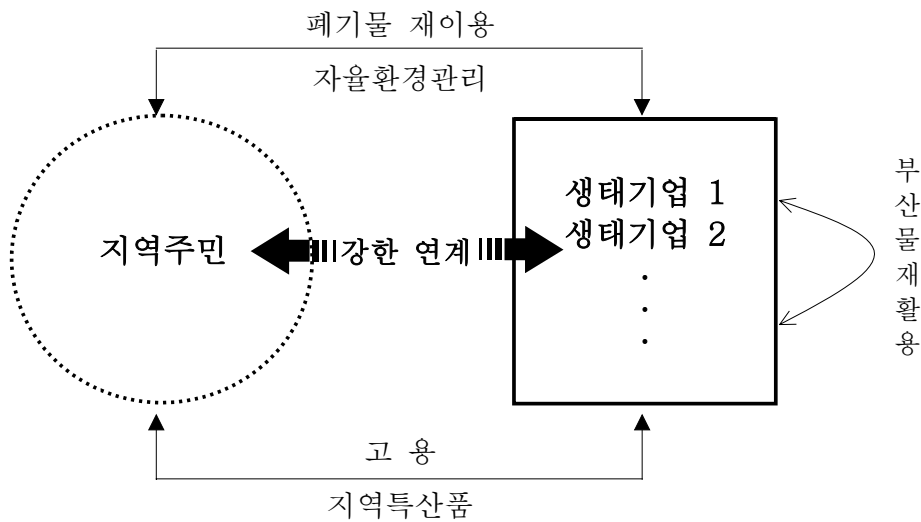 폐기물 재이용
자율환경관리
생태기업 1
생태기업 2
지역주민
강한 연계
부산물재활용
고 용
지역특산품